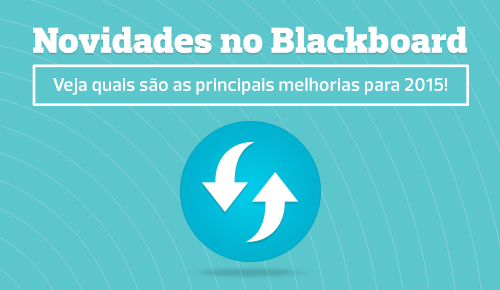 Novidades no Blackboard
Veja quais são as principais melhorias para 2015!